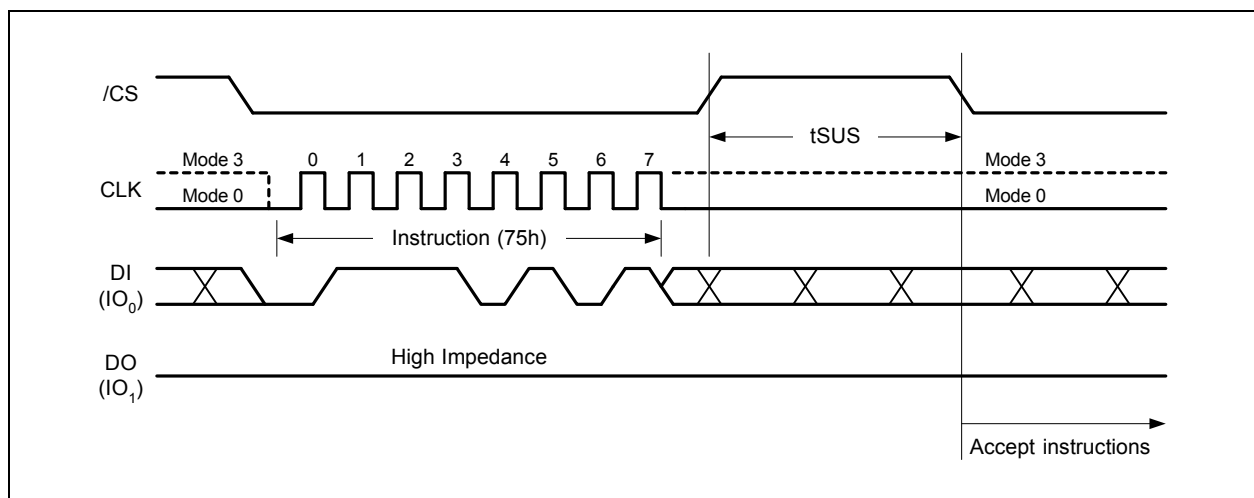 /CS
tSUS
Mode 3
0 1 2 3 4 5 6 7
Mode 3
CLK
Mode 0
Mode 0
Instruction (75h)
DI
(IO0)
High Impedance
DO
(IO1)
Accept instructions